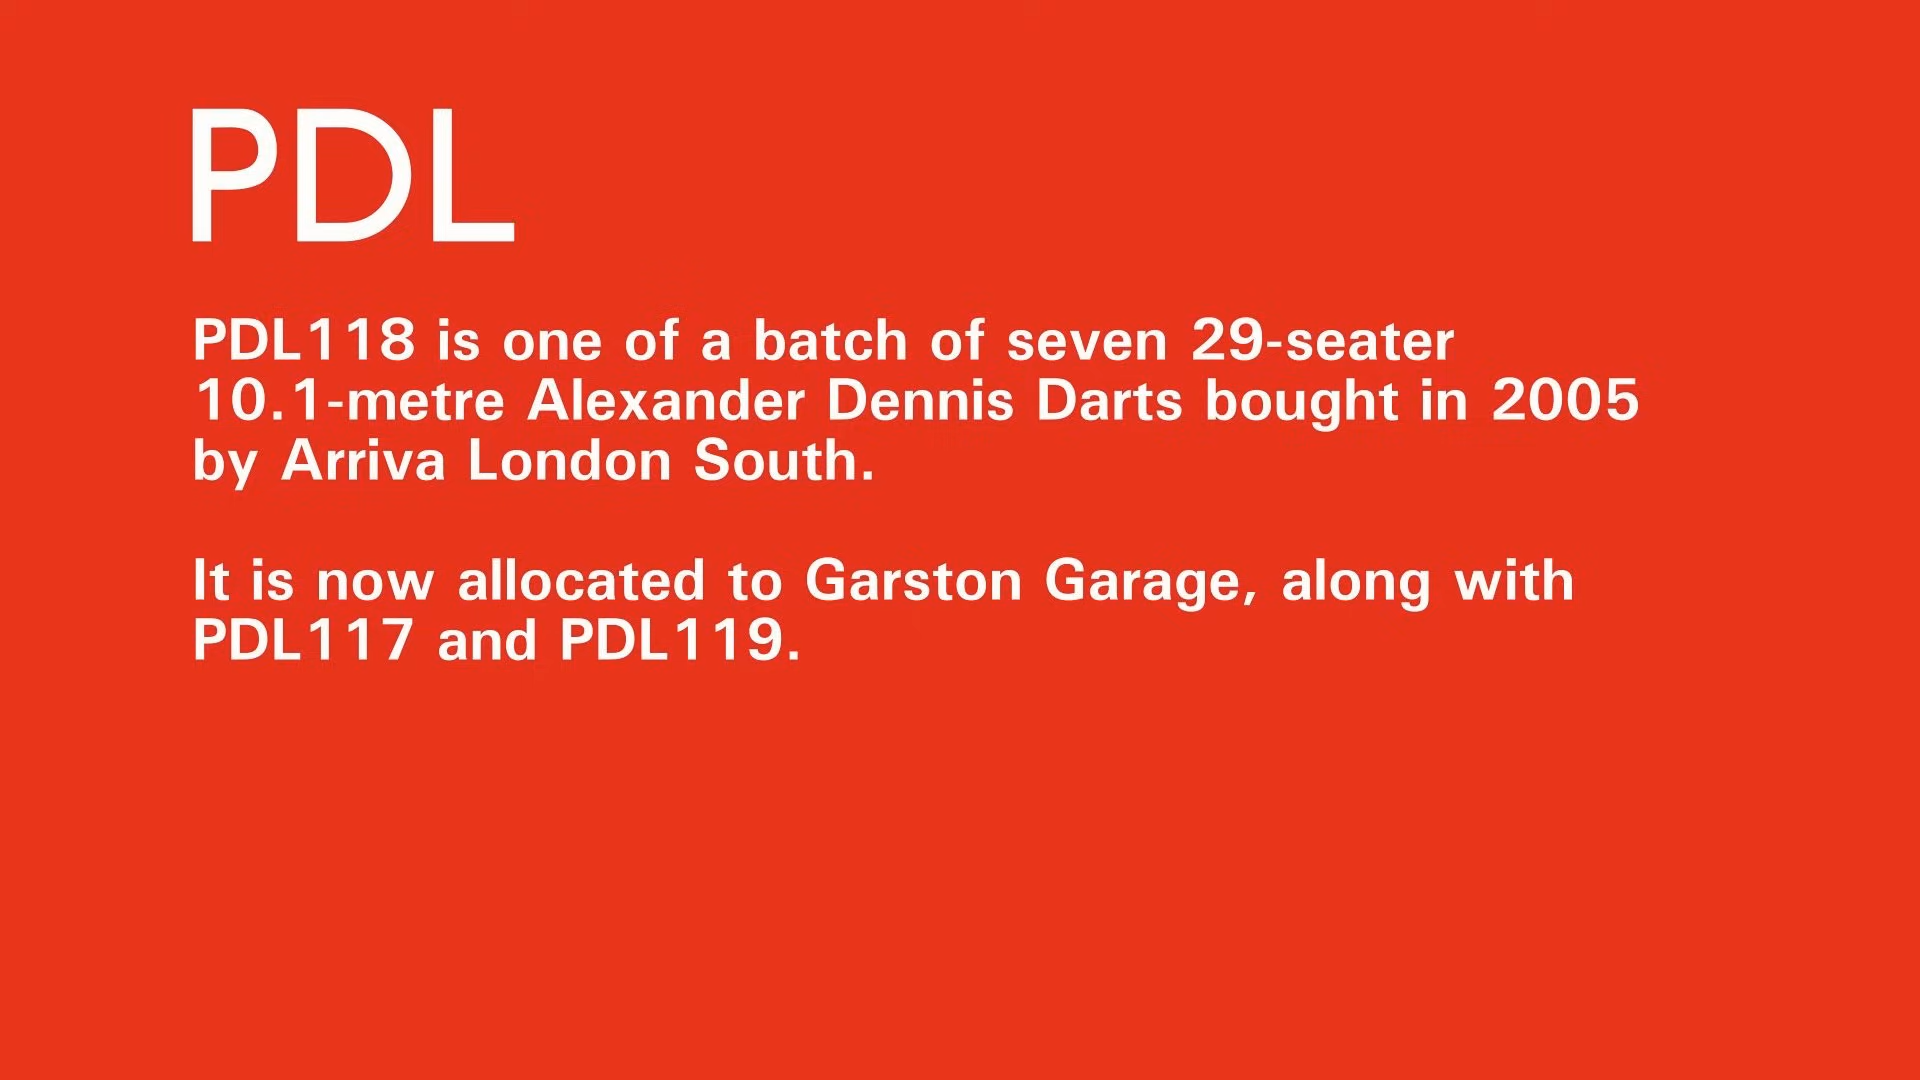 PDL
PDL118 is one of a batch of seven 29-seater
10.1-metre Alexander Dennis Darts bought in 2005
by Arriva London South.
It is now allocated to Garston Garage, along with
PDL117 and PDL119.